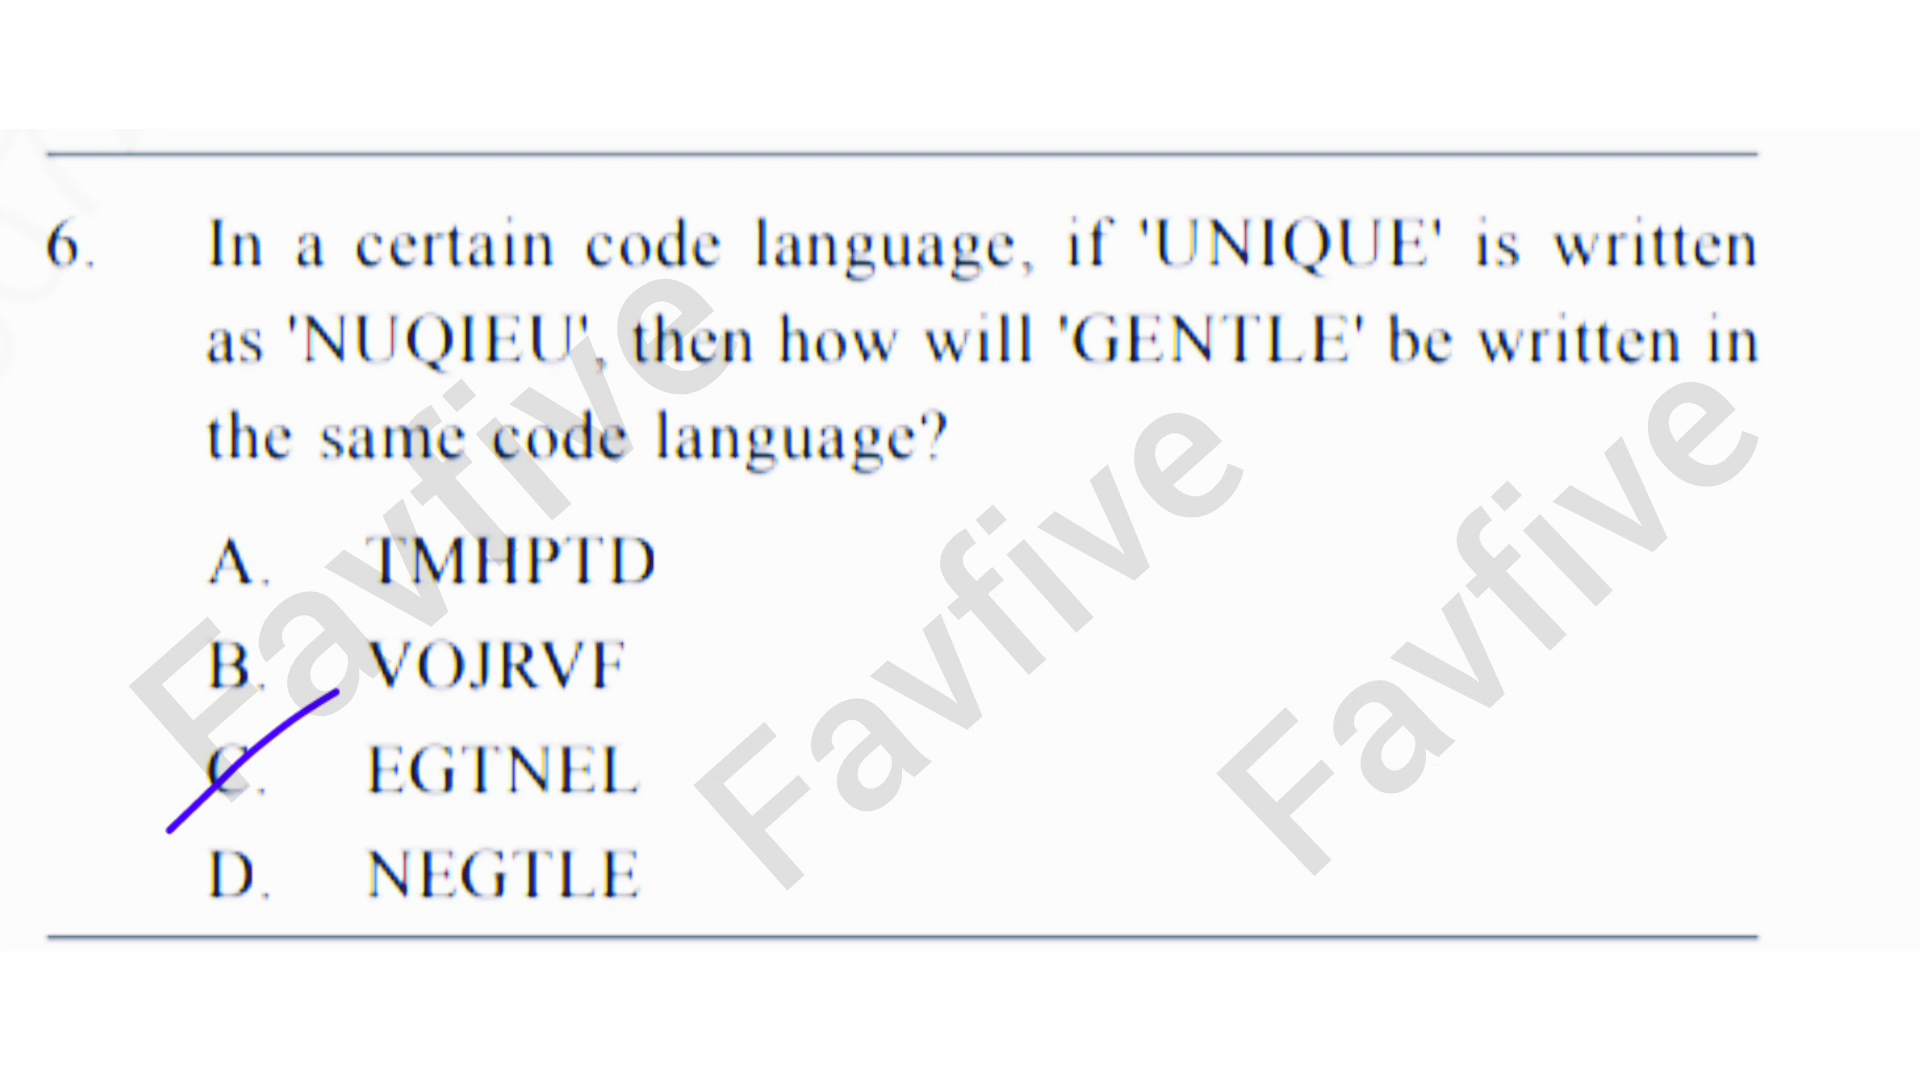 6. In a certain code language, if 'UNIQUE' is written
as 'NUQIEU', then how will 'GENTLE' be written in
the same code language?
A. TMHPTD
B. VOJRVF
C. EGTNEL
D. NEGTLE
Favfive
Favfive
Favfive